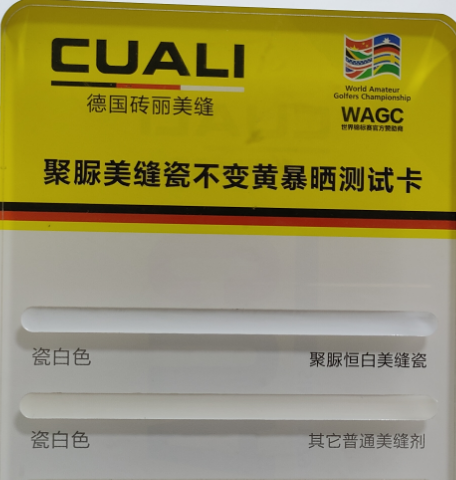 CUALI
德国砖丽美缝
World Amateur
Golfers Championship
WAGC
聚脲美缝瓷不变黄暴晒测试卡
瓷白色
聚脲恒白美缝瓷
瓷白色
其它普通美缝剂